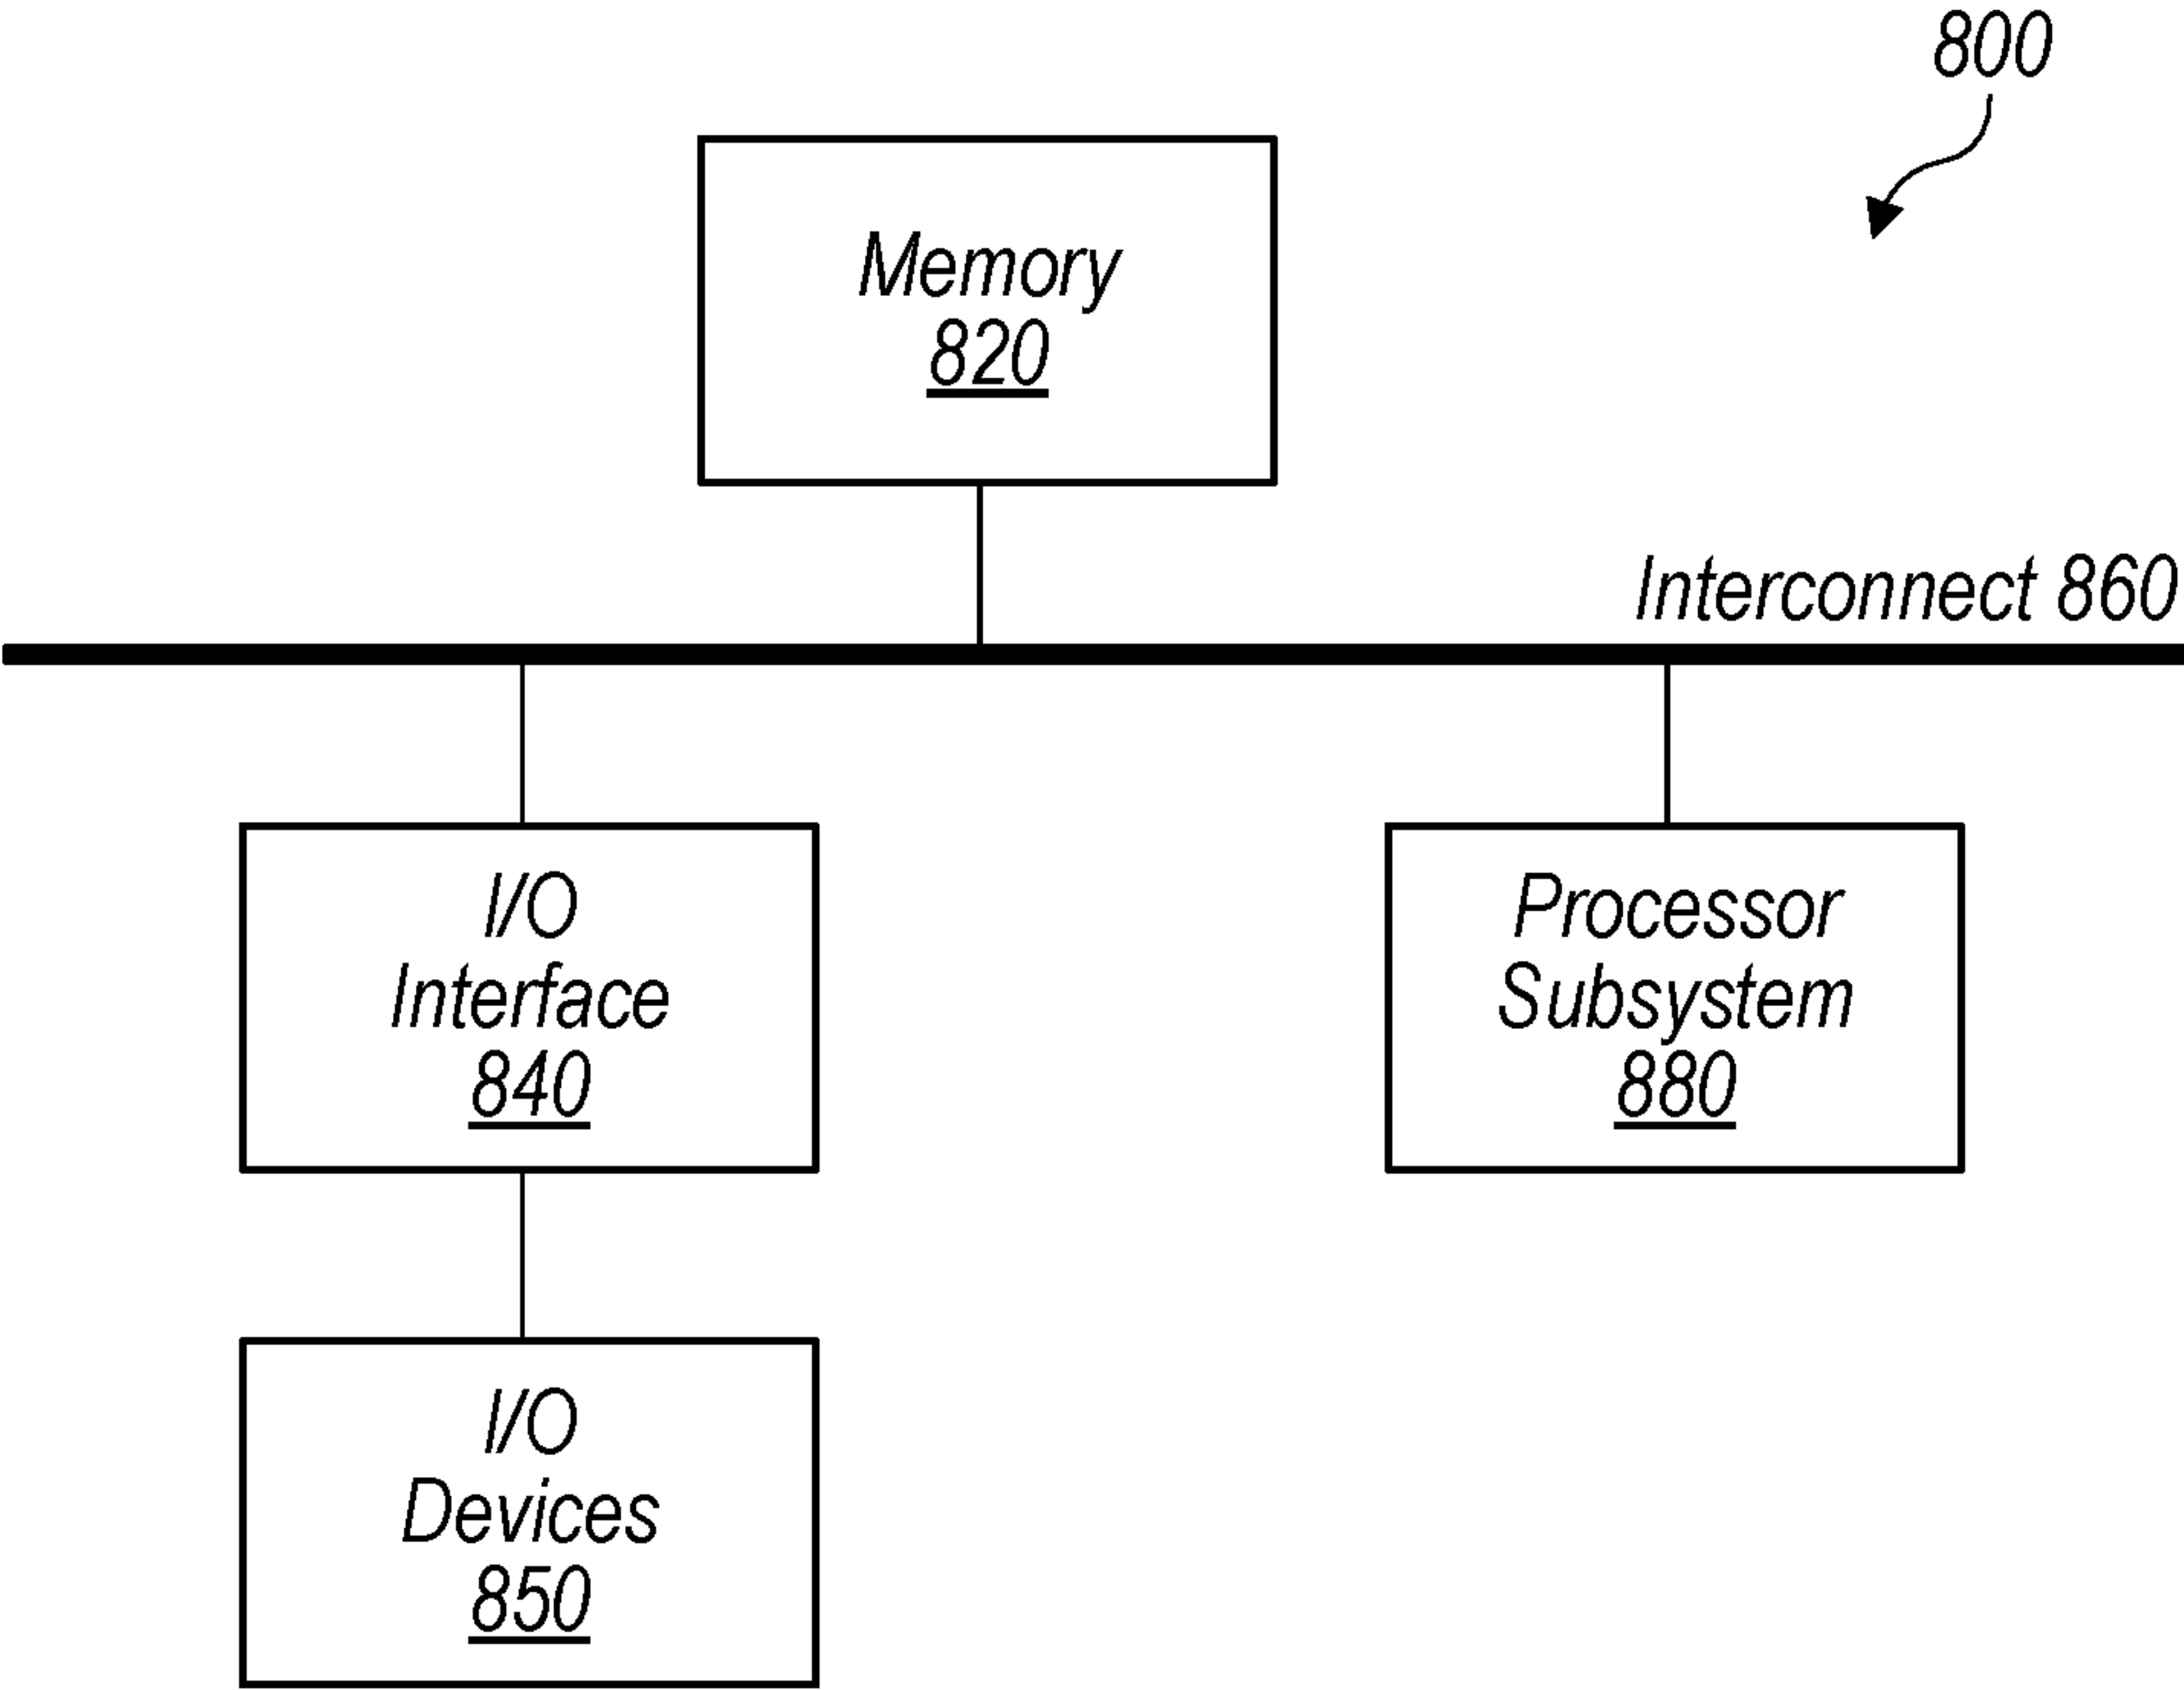 800
Memory
820
Interconnect 860
I/O
Interface
840
Processor
Subsystem
880
I/O
Devices
850